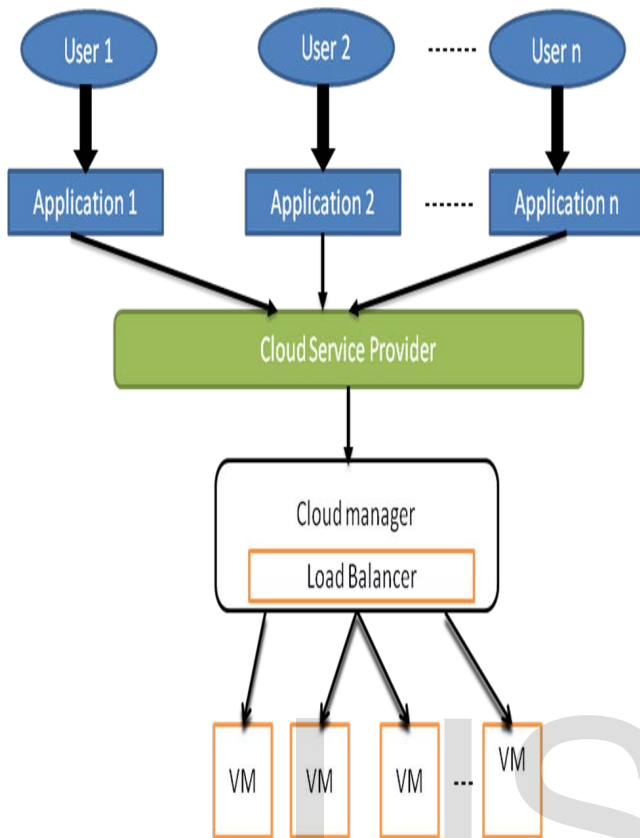 User 1
User 2
User n
Application 1
Application 2
Application n
Cloud Service Provider
Cloud manager
Load Balancer
VM
VM
VM
VM
IJS